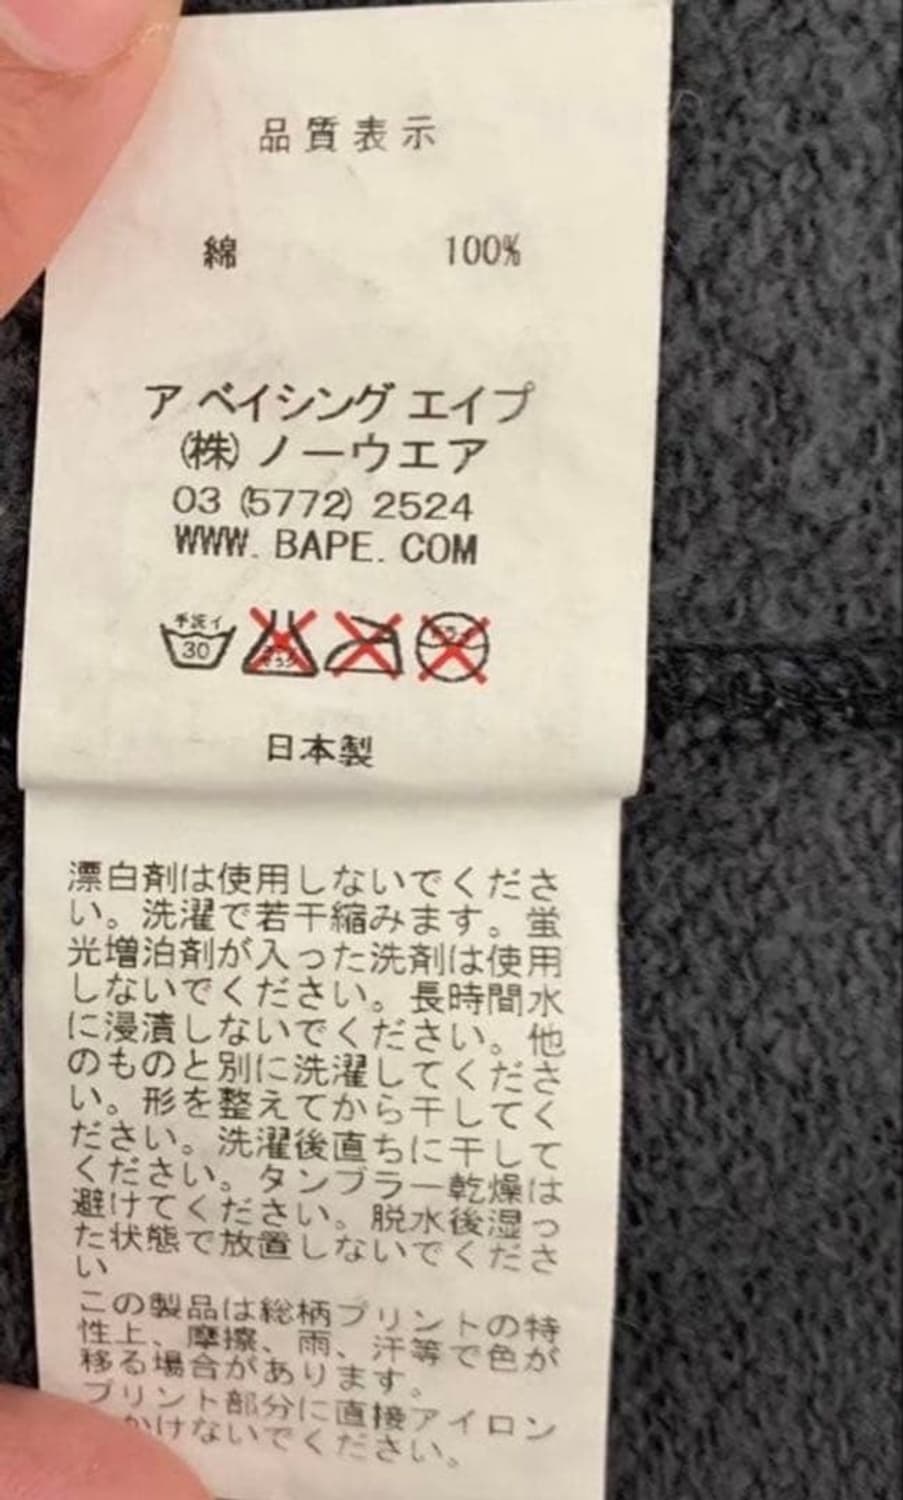 品質表示
綿 100%
ア ベイシング エイプ
(株) ノーウエア
03 (5772) 2524
WWW. BAPE. COM
手洗イ
30
日本製
漂白剤は使用しないでくださ
い。洗濯で若干縮みます。蛍
光増泊剤が入った洗剤は使用
しないでください。長時間水
に浸漬しないでください。他
のものと別に洗濯してくださ
い。形を整えてから干してく
ださい。洗濯後直ちに干して
ください。タンブラー乾燥は
避けてください。脱水後湿っ
た状態で放置しないでくださ
い
この製品は総柄プリントの特
性上、摩擦、雨、汗等で色が
移る場合があります。
プリント部分に直接アイロン
かけないでください。